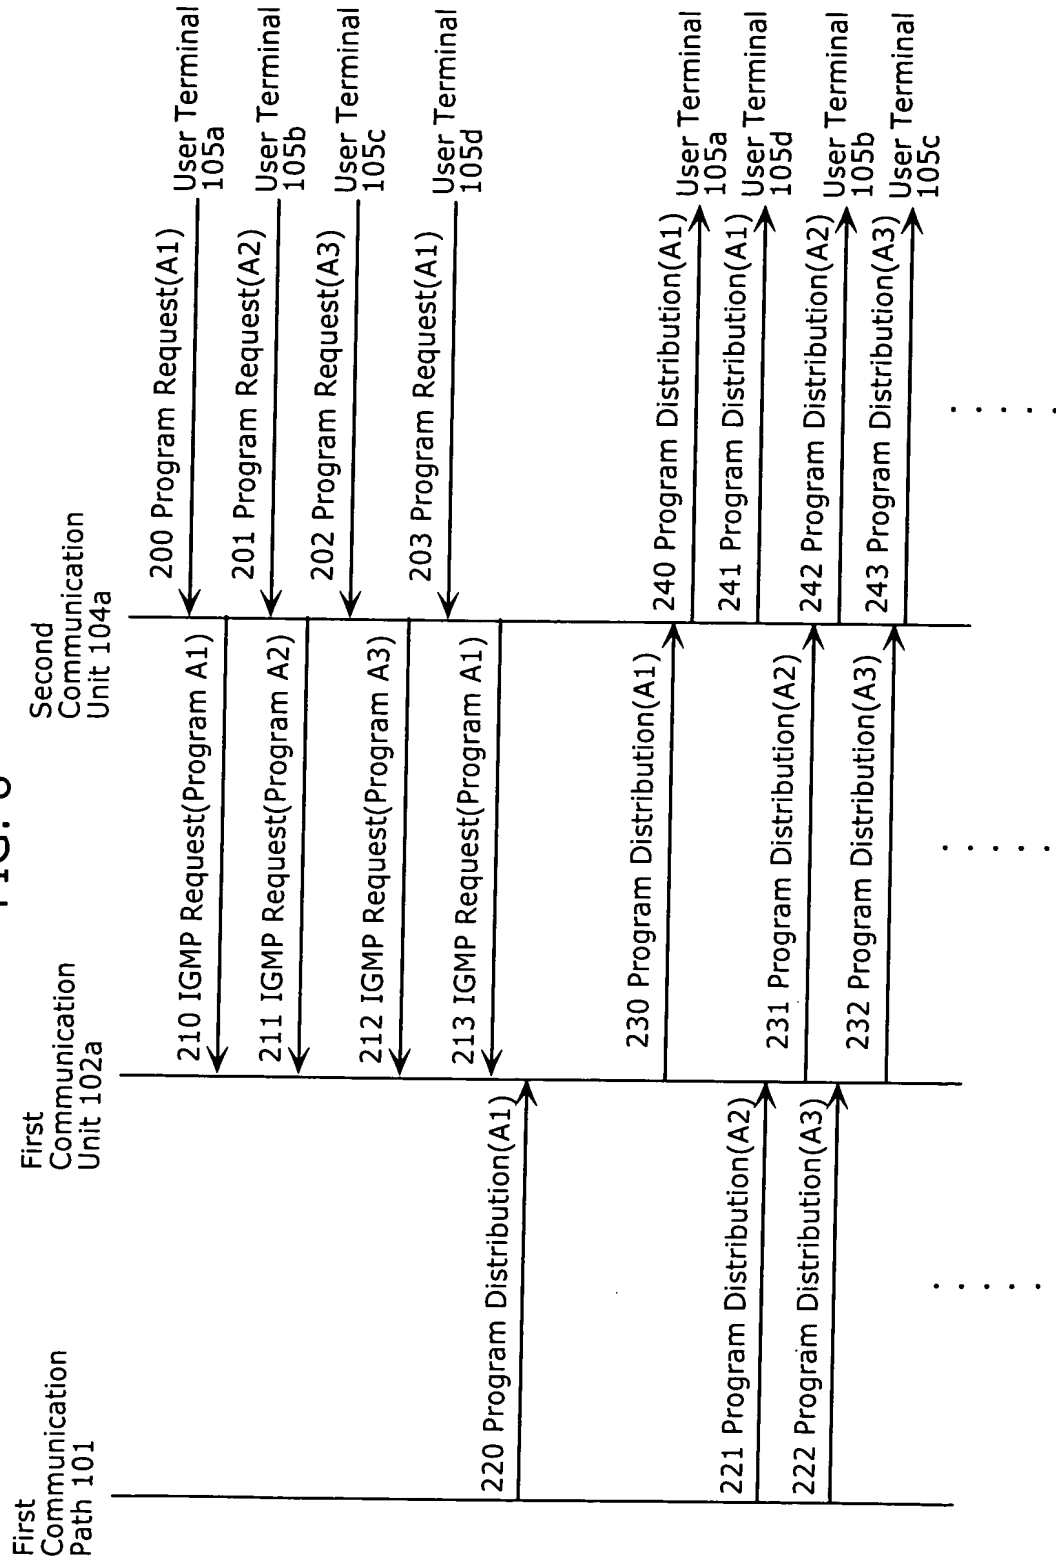 FIG.
First
Communication
Path 101
First
Communication
Unit 102a
Second
Communication
Unit 104a
200 Program Request(A1)
User Terminal
105a
210 IGMP Request(Program A1)
201 Program Request(A2)
User Terminal
105b
211 IGMP Request(Program A2)
202 Program Request(A3)
User Terminal
105c
212 IGMP Request(Program A3)
203 Program Request(A1)
User Terminal
105d
213 IGMP Request(Program A1)
220 Program Distribution(A1)
230 Program Distribution(A1)
240 Program Distribution(A1)
User Terminal
105a
241 Program Distribution(A1)
User Terminal
105d
221 Program Distribution(A2)
231 Program Distribution(A2)
242 Program Distribution(A2)
User Terminal
105b
222 Program Distribution(A3)
232 Program Distribution(A3)
243 Program Distribution(A3)
User Terminal
105c